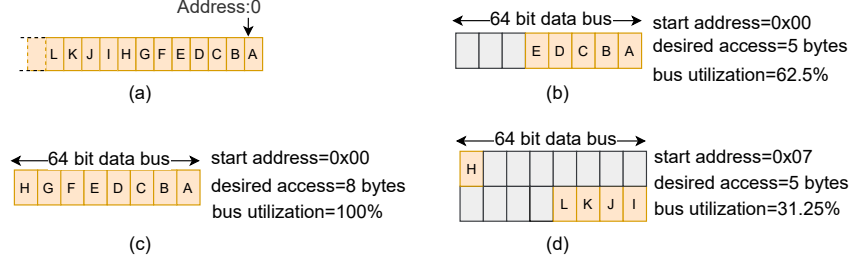 Address:0
L K J I H G F E D C B A
(a)
64 bit data bus
E D C B A
start address=0x00
desired access=5 bytes
bus utilization=62.5%
(b)
64 bit data bus
H G F E D C B A
start address=0x00
desired access=8 bytes
bus utilization=100%
(c)
64 bit data bus
H
L K J I
start address=0x07
desired access=5 bytes
bus utilization=31.25%
(d)